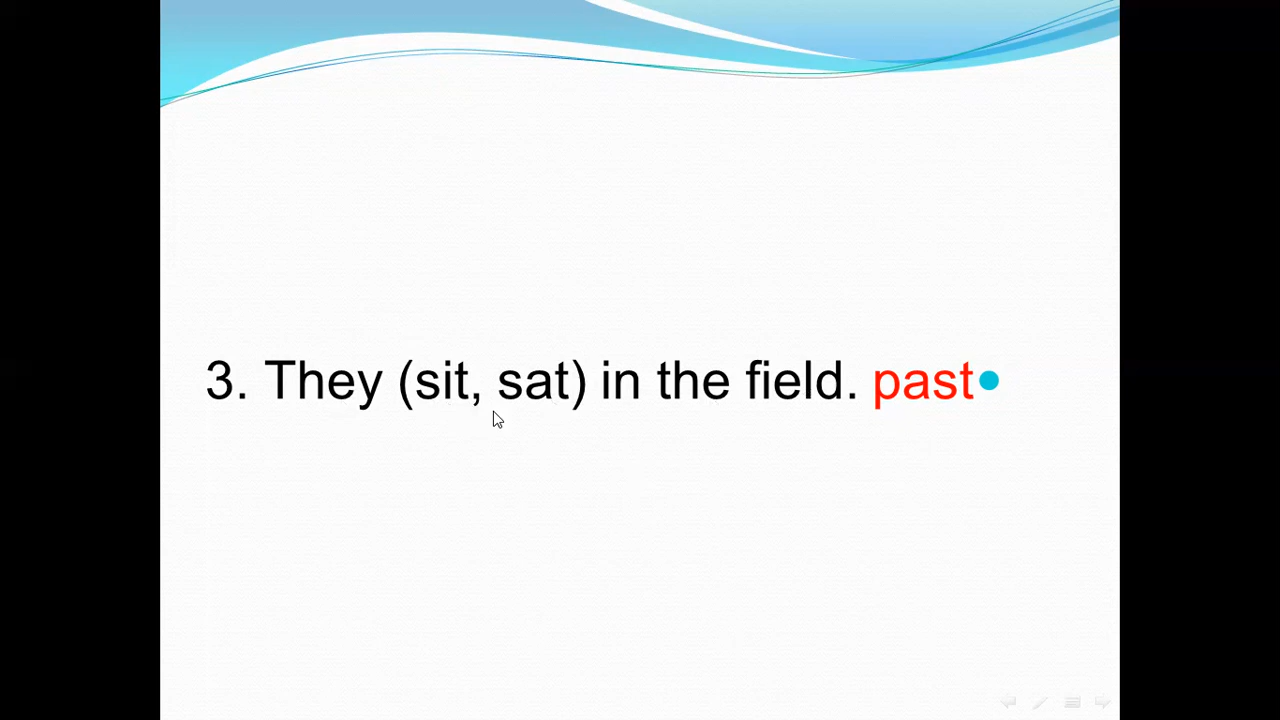 3. They (sit, sat) in the field. past•